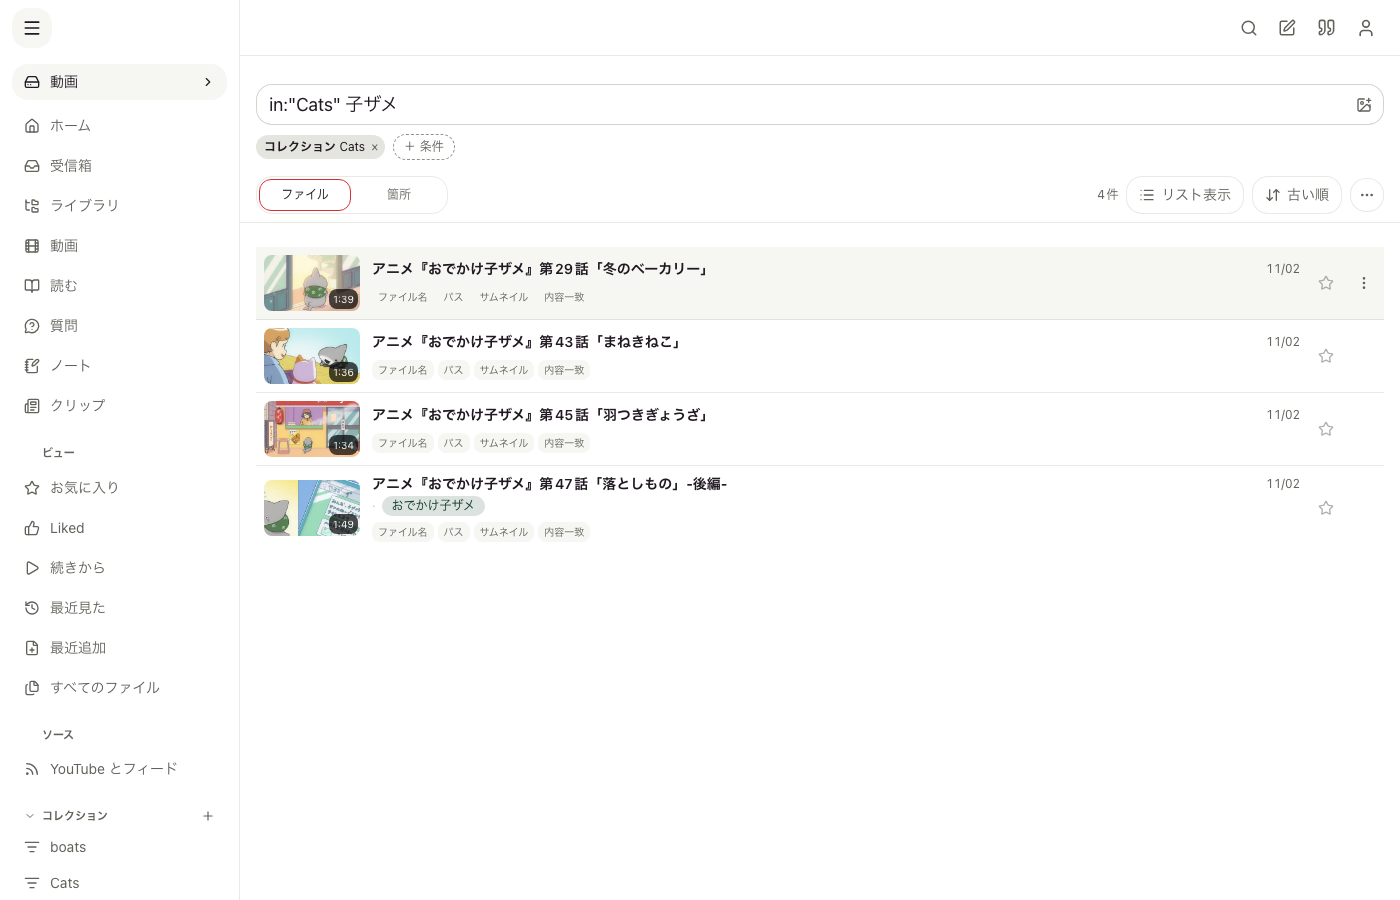 動画
ホーム
受信箱
ライブラリ
動画
読む
質問
ノート
クリップ
ビュー
お気に入り
Liked
続きから
最近見た
最近追加
すべてのファイル
ソース
YouTube とフィード
コレクション
boats
Cats
in:"Cats" 子ザメ
コレクション Cats ×
+ 条件
ファイル 箇所
4件 リスト表示 古い順
アニメ『おでかけ子ザメ』第29話「冬のベーカリー」 11/02
1:39
ファイル名 パス サムネイル 内容一致
アニメ『おでかけ子ザメ』第43話「まねきねこ」 11/02
1:36
ファイル名 パス サムネイル 内容一致
アニメ『おでかけ子ザメ』第45話「羽つきぎょうざ」 11/02
1:34
ファイル名 パス サムネイル 内容一致
アニメ『おでかけ子ザメ』第47話「落としもの」-後編- 11/02
· おでかけ子ザメ
1:49
ファイル名 パス サムネイル 内容一致